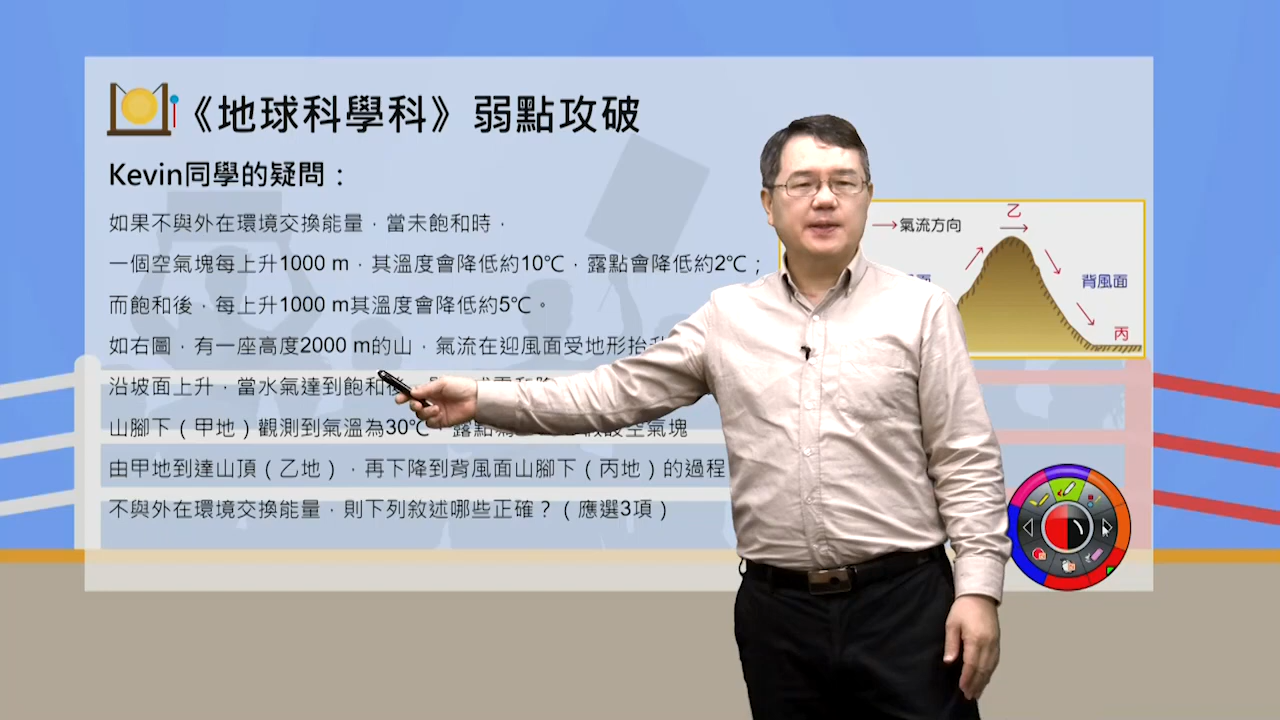 《地球科學科》弱點攻破
Kevin同學的疑問：
如果不與外在環境交換能量，當未飽和時，
一個空氣塊每上升1000 m，其溫度會降低約10℃，露點會降低約2℃；
而飽和後，每上升1000 m其溫度會降低約5℃。
如右圖，有一座高度2000 m的山，氣流在迎風面受地形抬升
沿坡面上升，當水氣達到飽和後
山腳下（甲地）觀測到氣溫為30℃，露點為 空氣塊
由甲地到達山頂（乙地），再下降到背風面山腳下（丙地）的過程
不與外在環境交換能量，則下列敘述哪些正確？（應選3項）
乙
氣流方向
背風面
丙